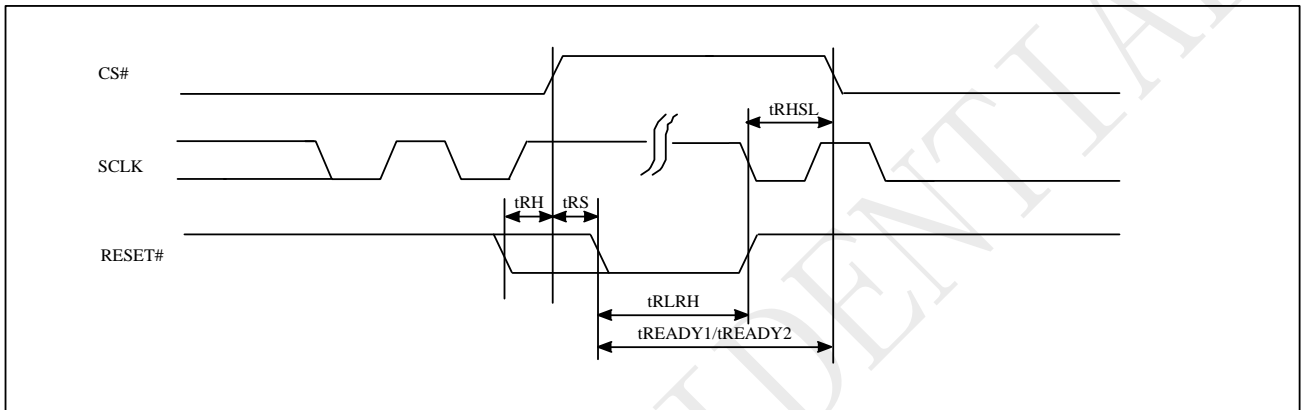 CS#
tRHSL
SCLK
tRH tRS
RESET#
tRLRH
tREADY1/tREADY2